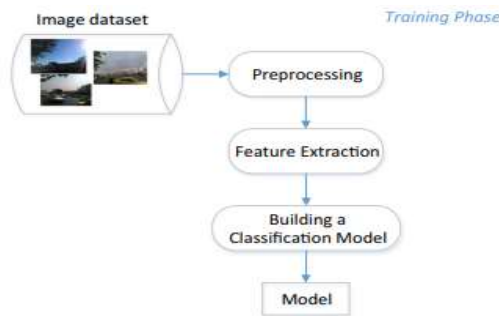 Image dataset
Training Phase
Preprocessing
Feature Extraction
Building a
Classification Model
Model